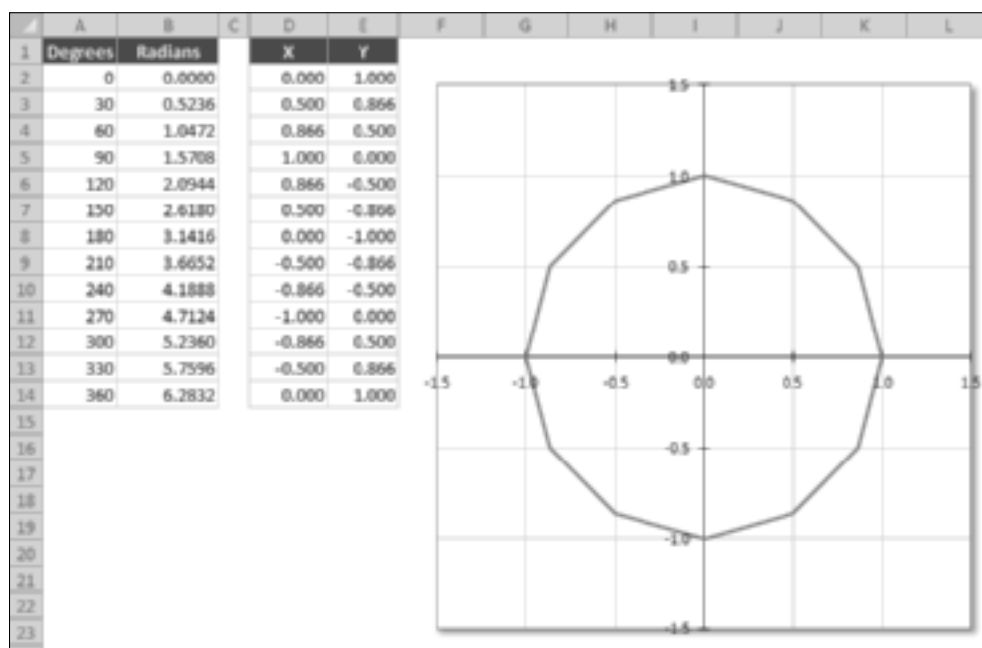 A B C D E F G H I J K L
1 Degrees Radians X Y
2 0 0.0000 0.000 1.000
3 30 0.5236 0.500 0.866
4 60 1.0472 0.866 0.500
5 90 1.5708 1.000 0.000
6 120 2.0944 0.866 -0.500
7 150 2.6180 0.500 -0.866
8 180 3.1416 0.000 -1.000
9 210 3.6652 -0.500 -0.866
10 240 4.1888 -0.866 -0.500
11 270 4.7124 -1.000 0.000
12 300 5.2360 -0.866 0.500
13 330 5.7596 -0.500 0.866
14 360 6.2832 0.000 1.000
15
16
17
18
19
20
21
22
23
1.5
1.0
0.5
0.0
-1.5 -1.0 -0.5 0.0 0.5 1.0 1.5
-0.5
-1.0
-1.5